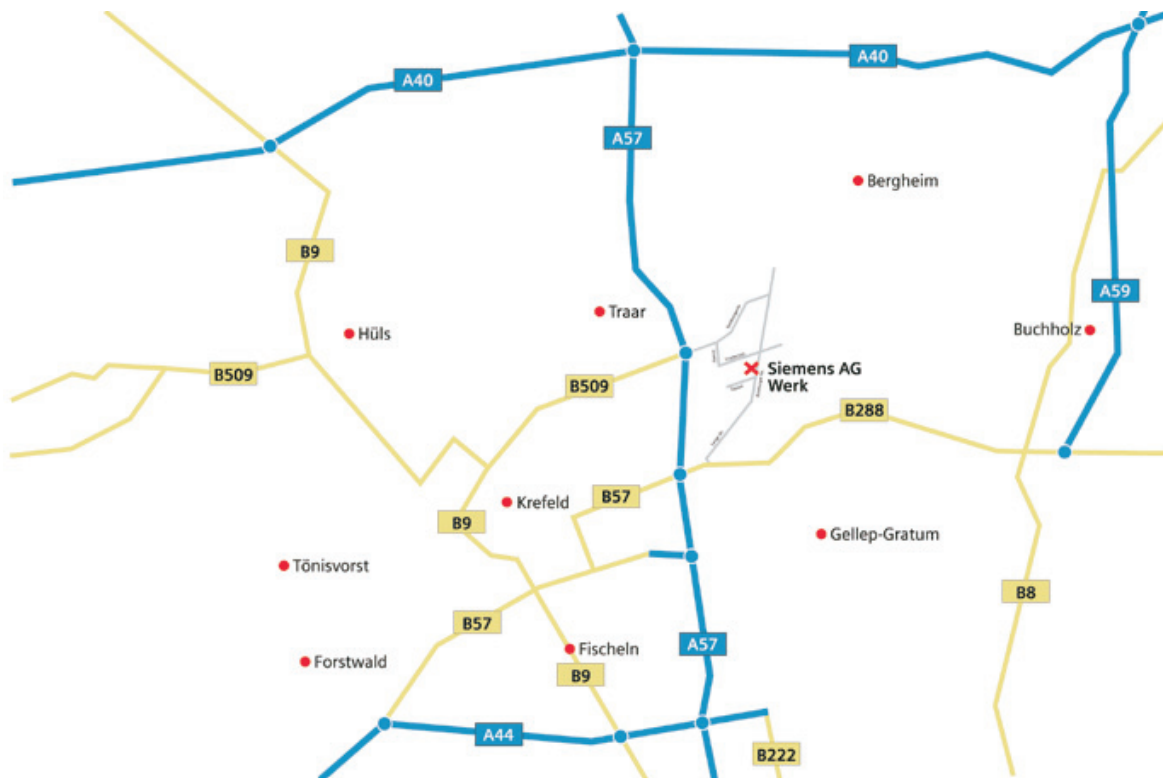 A40
A40
A57
Bergheim
B9
A59
Traar
Hüls
Buchholz
B509
B509
Siemens AG
Werk
B288
Krefeld
B57
B9
Gellep-Gratum
Tönisvorst
B8
B57
Fischeln
A57
Forstwald
B9
A44
B222